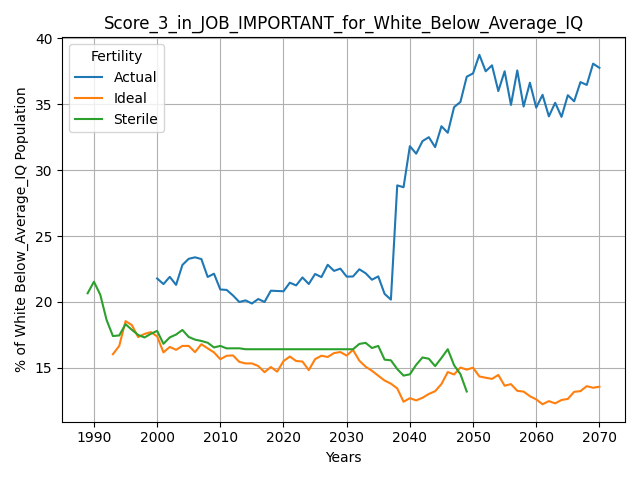 Score_3_in_JOB_IMPORTANT_for_White_Below_Average_IQ
% of White Below_Average_IQ Population
40
35
30
25
20
15
Fertility
Actual
Ideal
Sterile
1990 2000 2010 2020 2030 2040 2050 2060 2070
Years